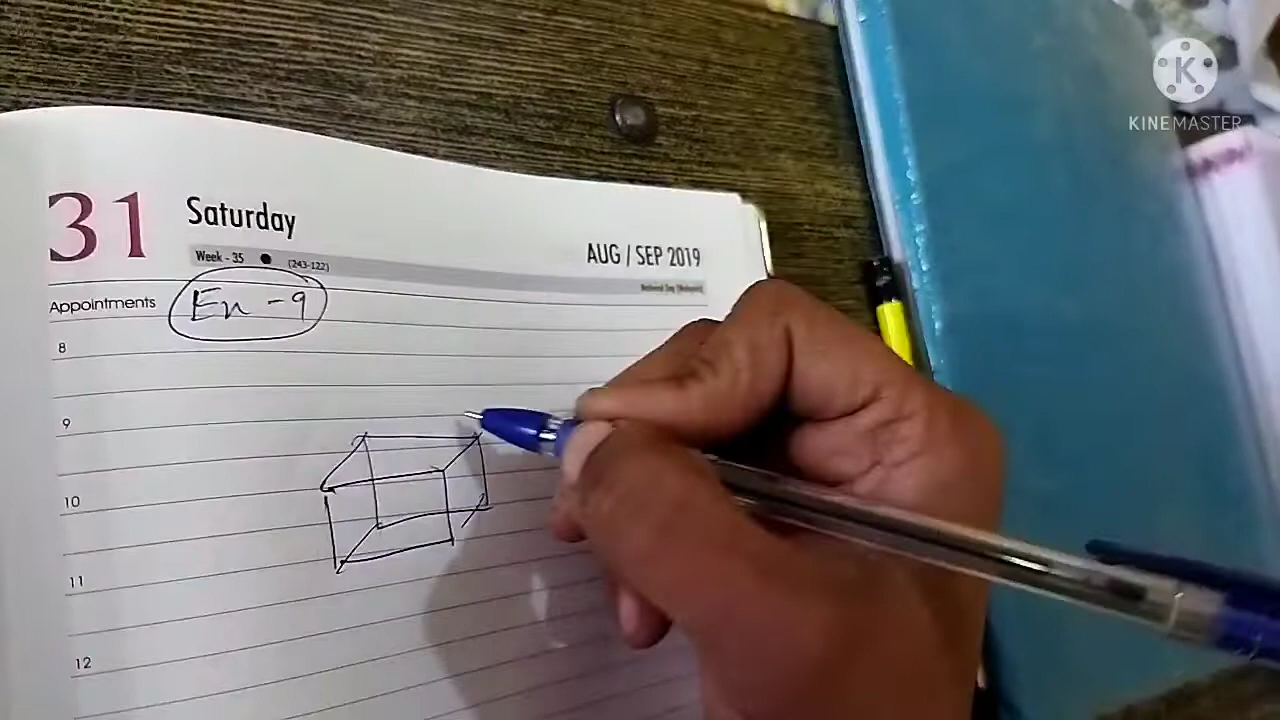 K
KINEMASTER
31 Saturday
AUG / SEP 2019
Week - 35 ● (243-122)
Appointments
En - 9
8
9
10
11
12